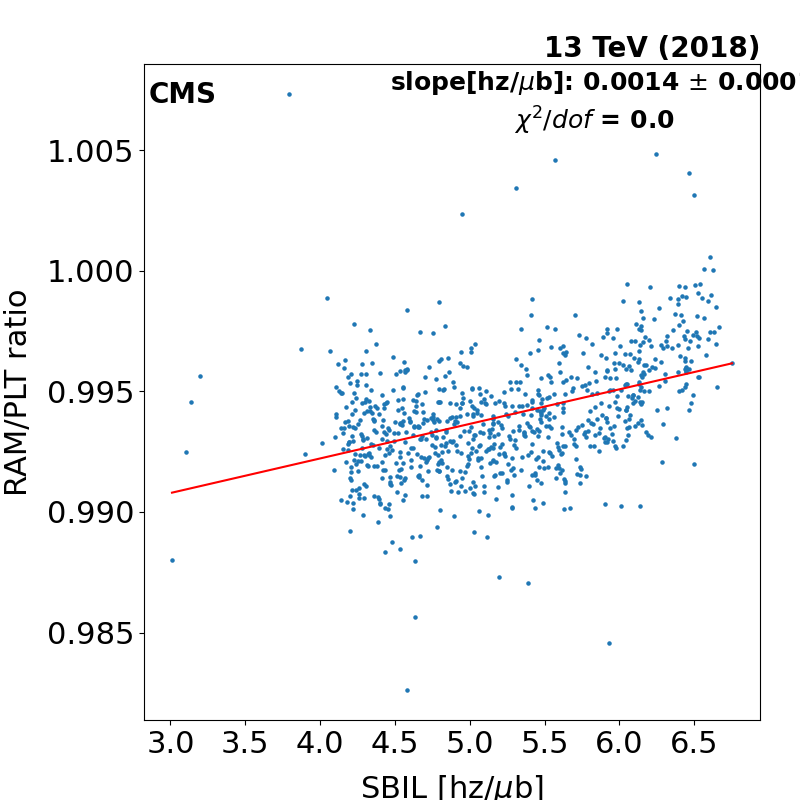 13 TeV (2018)
CMS
slope[hz/μb]: 0.0014 ± 0.000
χ²/dof = 0.0
1.005
1.000
0.995
0.990
0.985
RAM/PLT ratio
3.0 3.5 4.0 4.5 5.0 5.5 6.0 6.5
SBIL [hz/μb]